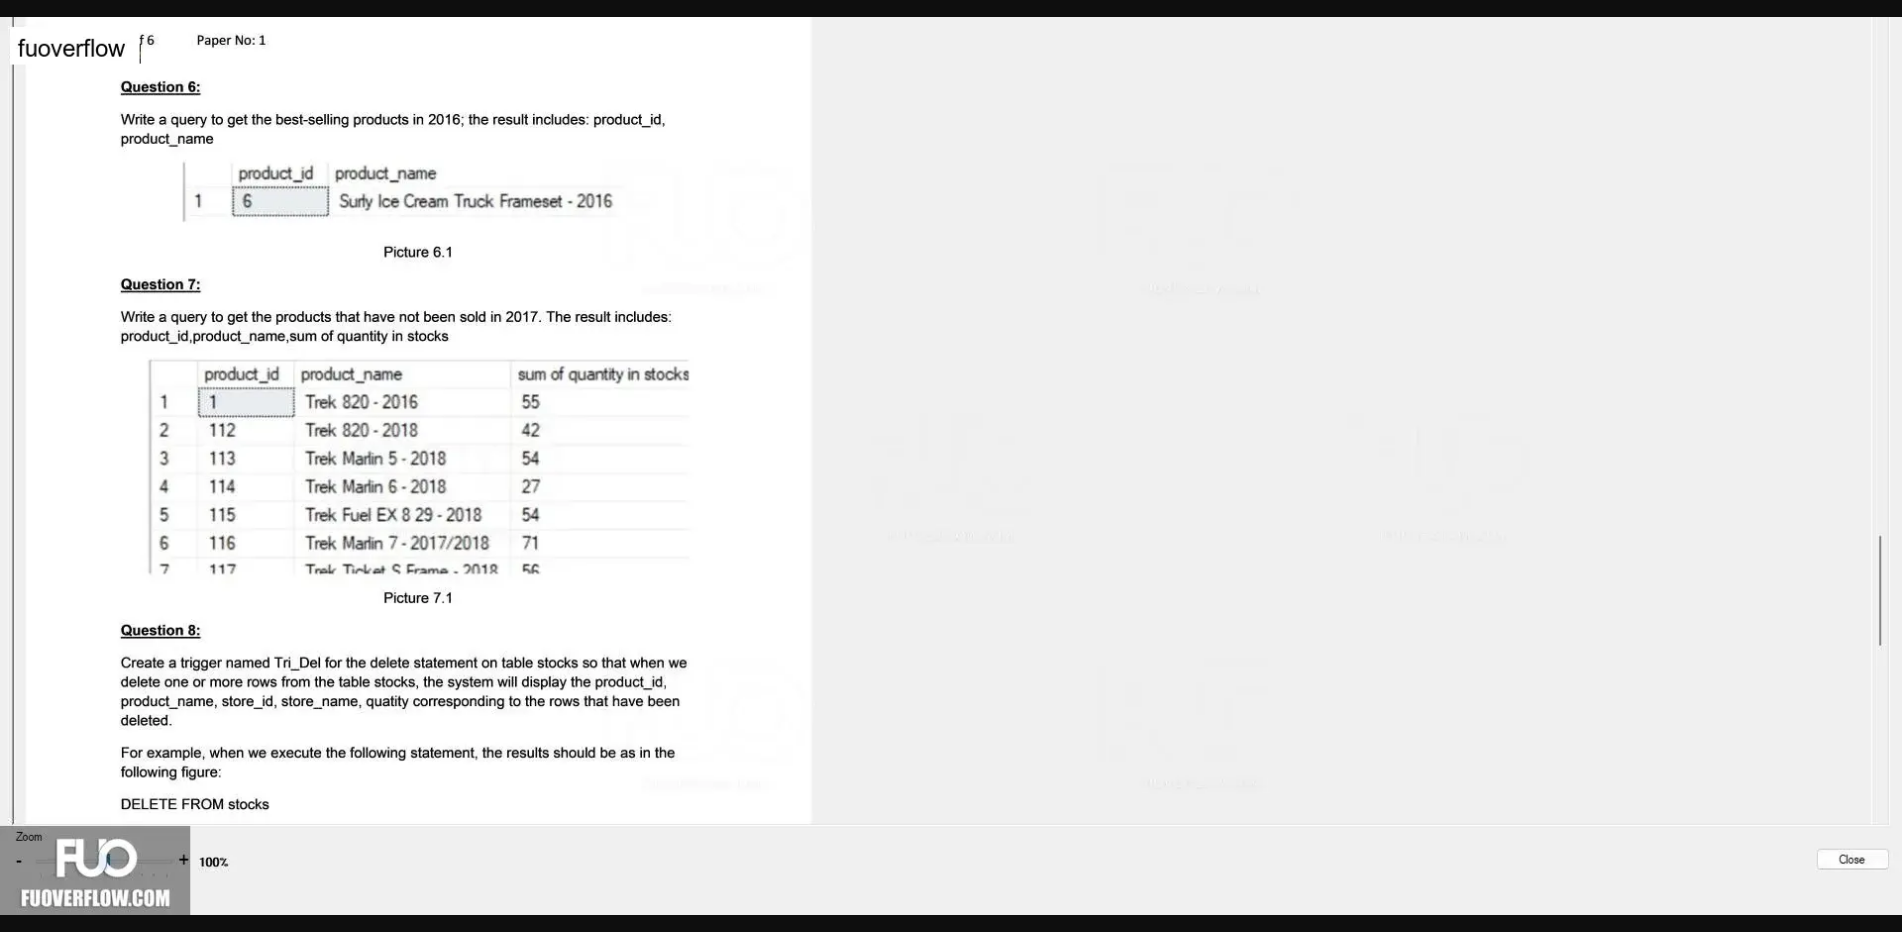 fuoverflow f 6 Paper No: 1
Question 6:
Write a query to get the best-selling products in 2016; the result includes: product_id,
product_name
product_id product_name
1 6 Surly Ice Cream Truck Frameset - 2016
Picture 6.1
Question 7:
Write a query to get the products that have not been sold in 2017. The result includes:
product_id,product_name,sum of quantity in stocks
product_id product_name sum of quantity in stocks
1 1 Trek 820 - 2016 55
2 112 Trek 820 - 2018 42
3 113 Trek Marlin 5 - 2018 54
4 114 Trek Marlin 6 - 2018 27
5 115 Trek Fuel EX 8 29 - 2018 54
6 116 Trek Marlin 7 - 2017/2018 71
7 117 Trek Ticket S Frame - 2018 56
Picture 7.1
Question 8:
Create a trigger named Tri_Del for the delete statement on table stocks so that when we
delete one or more rows from the table stocks, the system will display the product_id,
product_name, store_id, store_name, quatity corresponding to the rows that have been
deleted.
For example, when we execute the following statement, the results should be as in the
following figure:
DELETE FROM stocks
Zoom
- + 100%
Close
FUO
FUOVERFLOW.COM